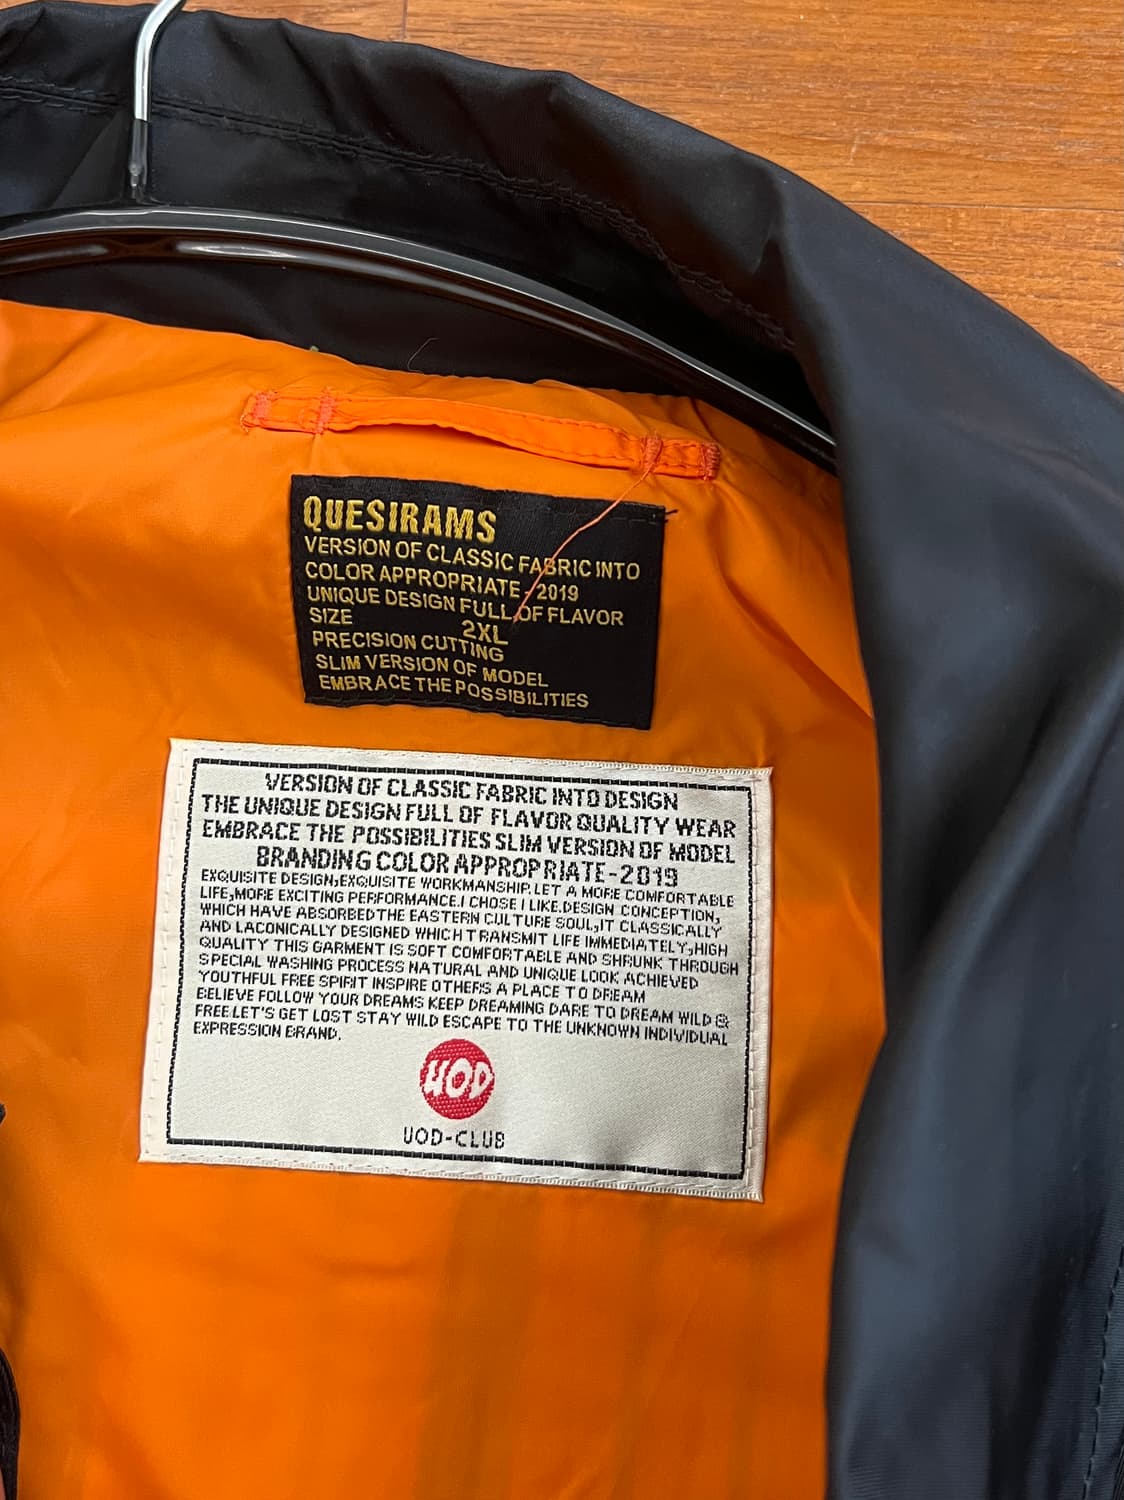 QUESIRAMS
VERSION OF CLASSIC FABRIC INTO
COLOR APPROPRIATE - 2019
UNIQUE DESIGN FULL OF FLAVOR
SIZE 2XL
PRECISION CUTTING
SLIM VERSION OF MODEL
EMBRACE THE POSSIBILITIES
VERSION OF CLASSIC FABRIC INTO DESIGN
THE UNIQUE DESIGN FULL OF FLAVOR QUALITY WEAR
EMBRACE THE POSSIBILITIES SLIM VERSION OF MODEL
BRANDING COLOR APPROPRIATE-2019
EXQUISITE DESIGN,EXQUISITE WORKMANSHIP.LET A MORE COMFORTABLE
LIFE,MORE EXCITING PERFORMANCE.I CHOSE I LIKE.DESIGN CONCEPTION,
WHICH HAVE ABSORBED THE EASTERN CULTURE SOUL,IT CLASSICALLY
AND LACONICALLY DESIGNED WHICH TRANSMIT LIFE IMMEDIATELY,HIGH
QUALITY THIS GARMENT IS SOFT COMFORTABLE AND SHRUNK THROUGH
SPECIAL WASHING PROCESS NATURAL AND UNIQUE LOOK ACHIEVED
YOUTHFUL FREE SPIRIT INSPIRE OTHERS A PLACE TO DREAM
BELIEVE FOLLOW YOUR DREAMS KEEP DREAMING DARE TO DREAM WILD &
FREE.LET'S GET LOST STAY WILD ESCAPE TO THE UNKNOWN INDIVIDUAL
EXPRESSION BRAND.
UOD
UOD-CLUB